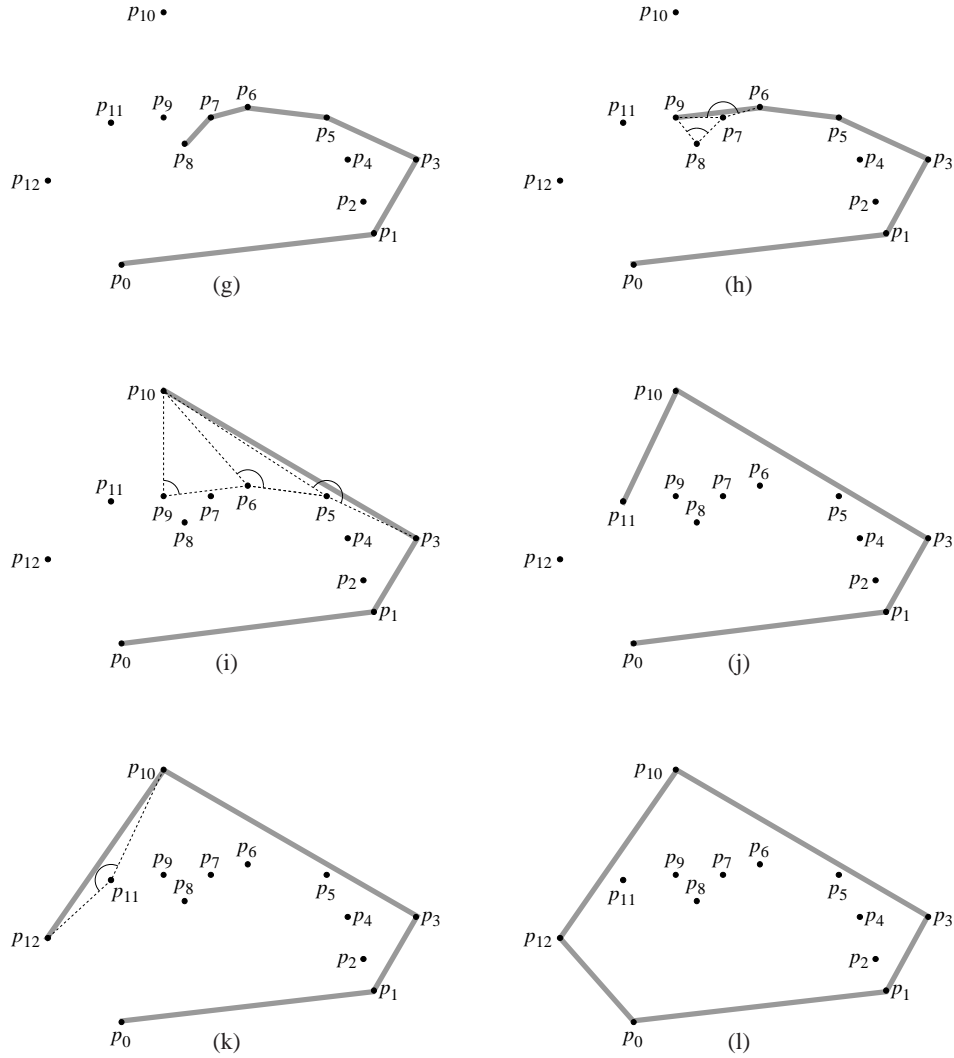 p10 p10
p11 p9 p7 p6 p5 p11 p9 p6 p5
p8 p7
p8
p4 p3 p4 p3
p12 p12
p2 p2
p1 p1
p0 p0
(g) (h)
p10 p10
p11 p9 p7 p6 p5 p9 p7 p6
p8 p11 p8 p5
p4 p3 p4 p3
p12 p12
p2 p2
p1 p1
p0 p0
(i) (j)
p10 p10
p9 p7 p6 p9 p7 p6
p11 p8 p5 p11 p8 p5
p12 p4 p3 p12 p4 p3
p2 p2
p1 p1
p0 p0
(k) (l)